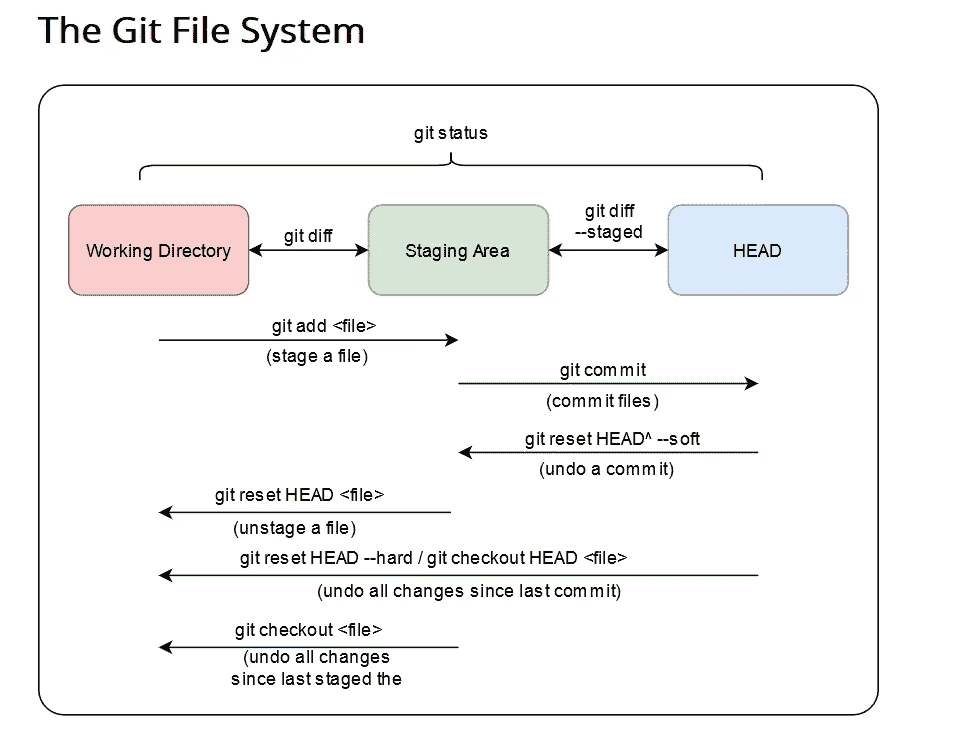 The Git File System
git status
Working Directory
git diff
Staging Area
git diff
--staged
HEAD
git add <file>
(stage a file)
git commit
(commit files)
git reset HEAD^ --soft
(undo a commit)
git reset HEAD <file>
(unstage a file)
git reset HEAD --hard / git checkout HEAD <file>
(undo all changes since last commit)
git checkout <file>
(undo all changes
since last staged the